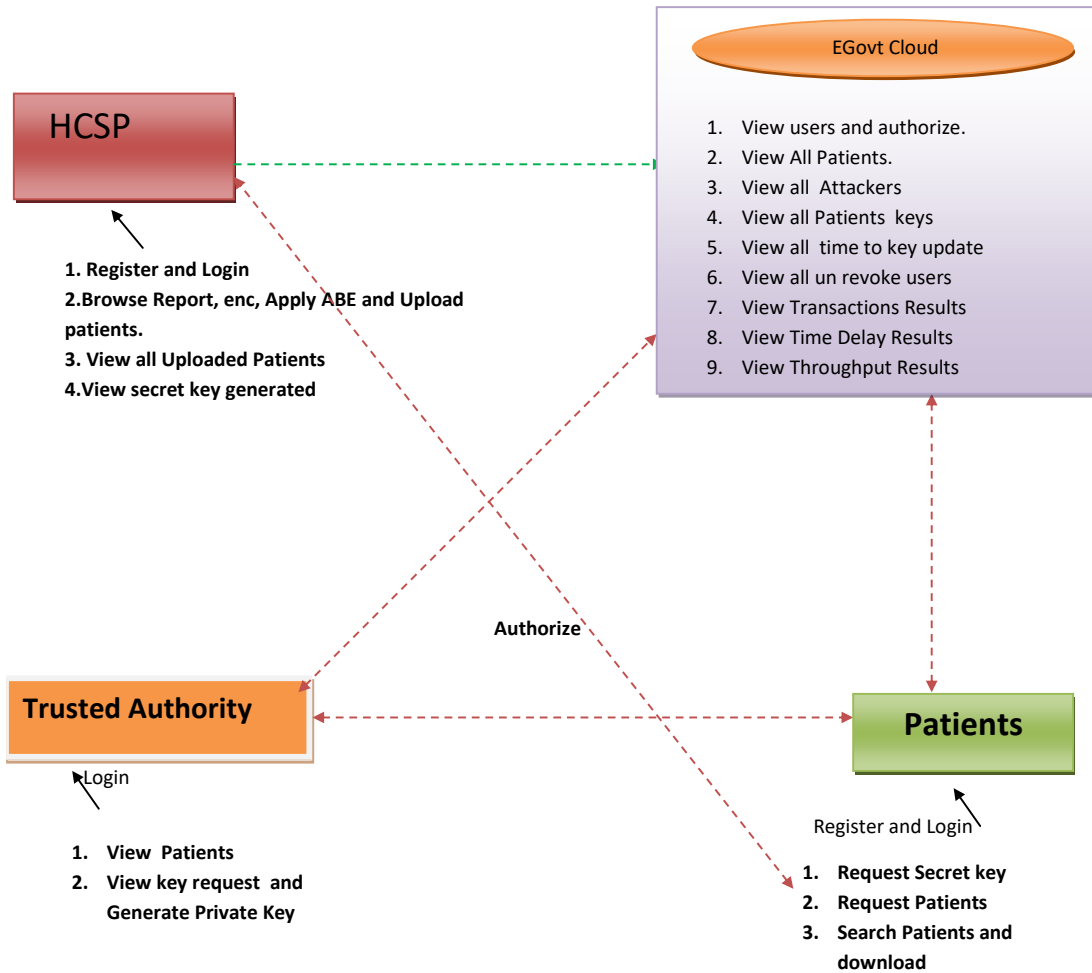 EGovt Cloud
HCSP
1. View users and authorize.
2. View All Patients.
3. View all Attackers
4. View all Patients keys
5. View all time to key update
6. View all un revoke users
7. View Transactions Results
8. View Time Delay Results
9. View Throughput Results
1. Register and Login
2.Browse Report, enc, Apply ABE and Upload
patients.
3. View all Uploaded Patients
4.View secret key generated
Authorize
Trusted Authority
Patients
Login
1. View Patients
2. View key request and
Generate Private Key
Register and Login
1. Request Secret key
2. Request Patients
3. Search Patients and
download